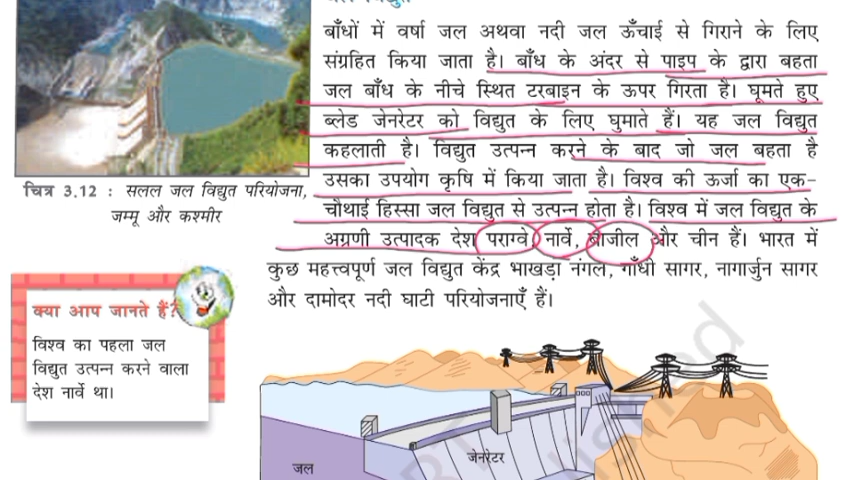 बाँधों में वर्षा जल अथवा नदी जल ऊँचाई से गिराने के लिए
संग्रहित किया जाता है। बाँध के अंदर से पाइप के द्वारा बहता
जल बाँध के नीचे स्थित टरबाइन के ऊपर गिरता है। घूमते हुए
ब्लेड जेनरेटर को विद्युत के लिए घुमाते हैं। यह जल विद्युत
कहलाती है। विद्युत उत्पन्न करने के बाद जो जल बहता है
उसका उपयोग कृषि में किया जाता है। विश्व की ऊर्जा का एक-
चौथाई हिस्सा जल विद्युत से उत्पन्न होता है। विश्व में जल विद्युत के
अग्रणी उत्पादक देश पराग्वे, नार्वे, ब्राजील और चीन हैं। भारत में
कुछ महत्त्वपूर्ण जल विद्युत केंद्र भाखड़ा नंगल, गाँधी सागर, नागार्जुन सागर
और दामोदर नदी घाटी परियोजनाएँ हैं।
चित्र 3.12 : सलल जल विद्युत परियोजना,
जम्मू और कश्मीर
क्या आप जानते हैं?
विश्व का पहला जल
विद्युत उत्पन्न करने वाला
देश नार्वे था।
जल
जेनरेटर